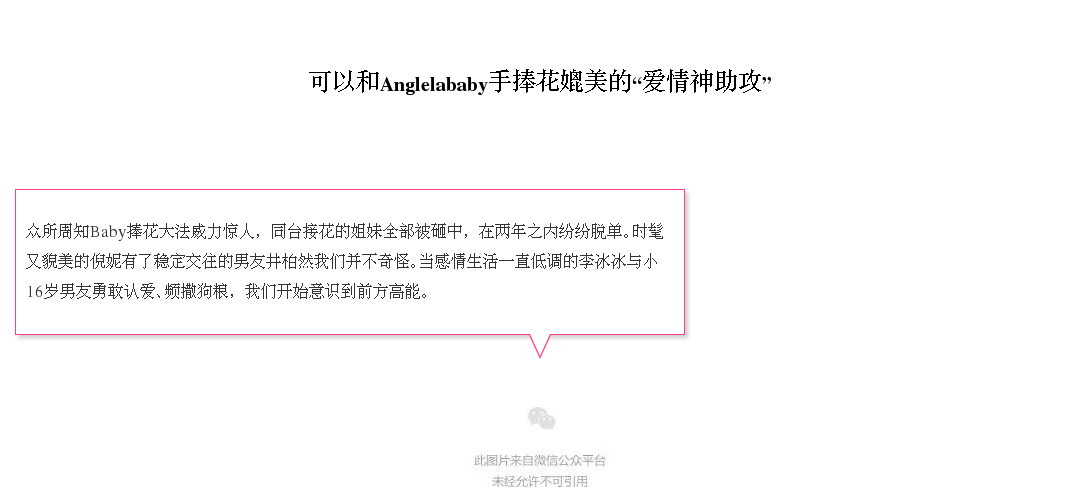 可以和Anglelababy手捧花媲美的“爱情神助攻”
众所周知Baby捧花大法威力惊人，同台接花的姐妹全部被砸中，在两年之内纷纷脱单。时髦
又貌美的倪妮有了稳定交往的男友井柏然我们并不奇怪。当感情生活一直低调的李冰冰与小
16岁男友勇敢认爱、频撒狗粮，我们开始意识到前方高能。
此图片来自微信公众平台
未经允许不可引用